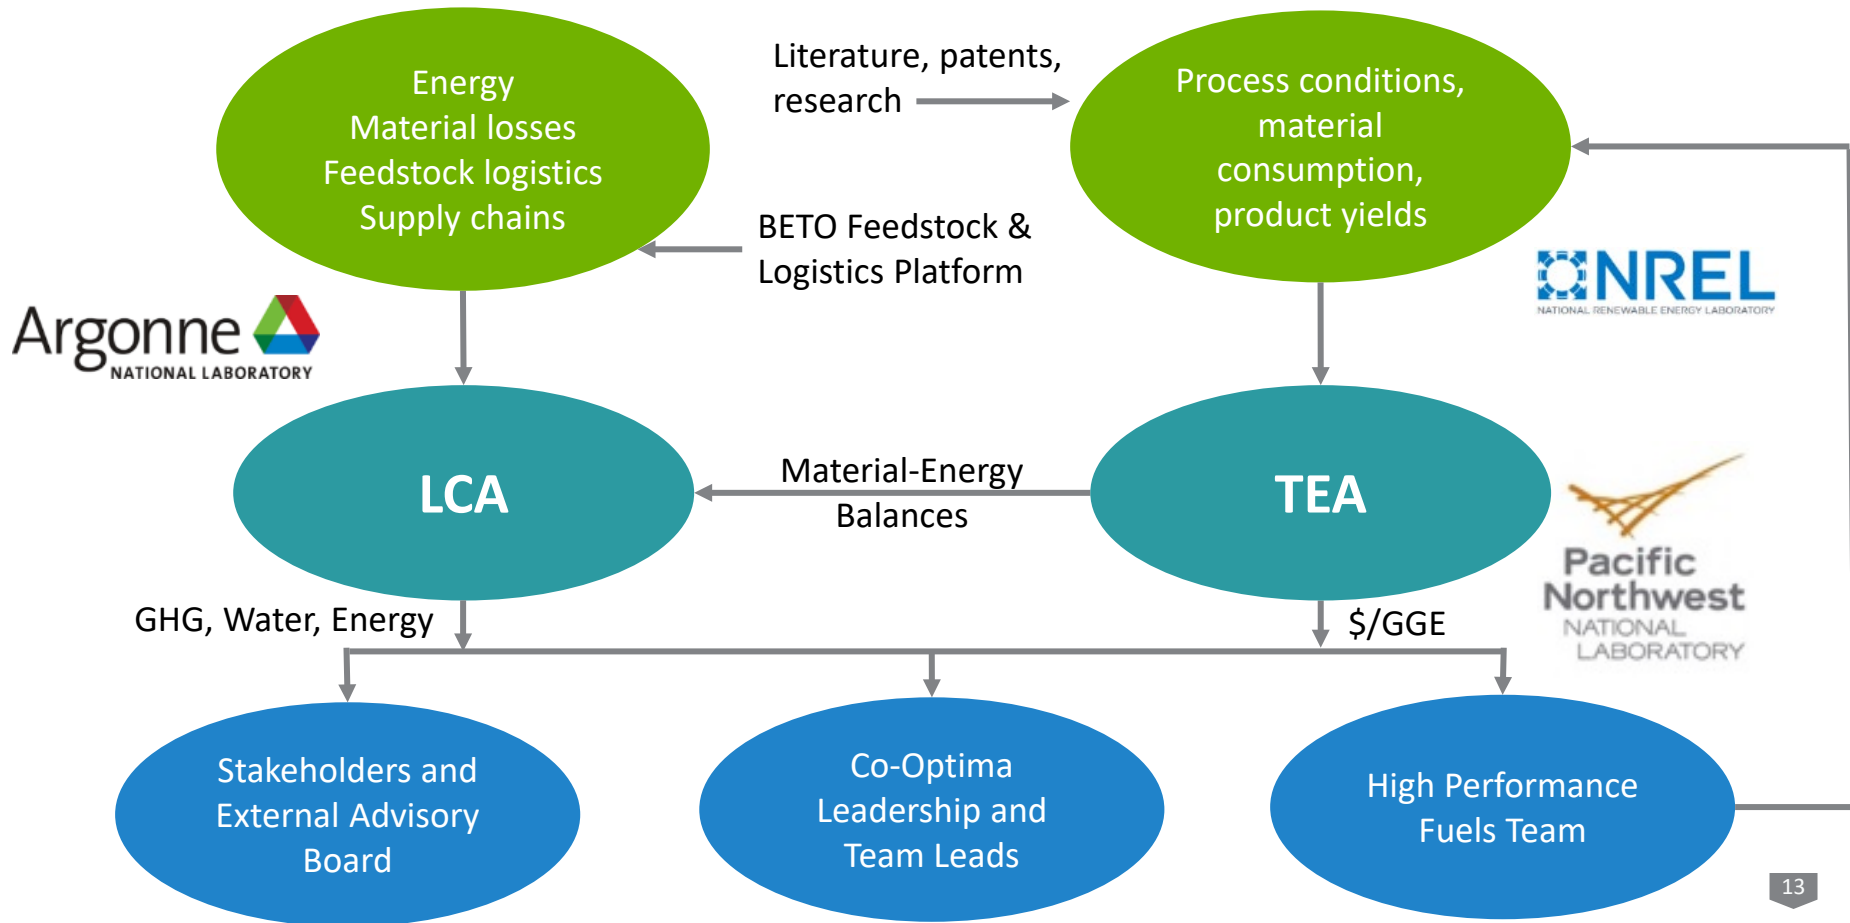 Energy
Material losses
Feedstock logistics
Supply chains
Literature, patents,
research
Process conditions,
material
consumption,
product yields
BETO Feedstock &
Logistics Platform
NREL
NATIONAL RENEWABLE ENERGY LABORATORY
Argonne
NATIONAL LABORATORY
LCA
Material-Energy
Balances
TEA
Pacific
Northwest
NATIONAL
LABORATORY
GHG, Water, Energy
$/GGE
Stakeholders and
External Advisory
Board
Co-Optima
Leadership and
Team Leads
High Performance
Fuels Team
13